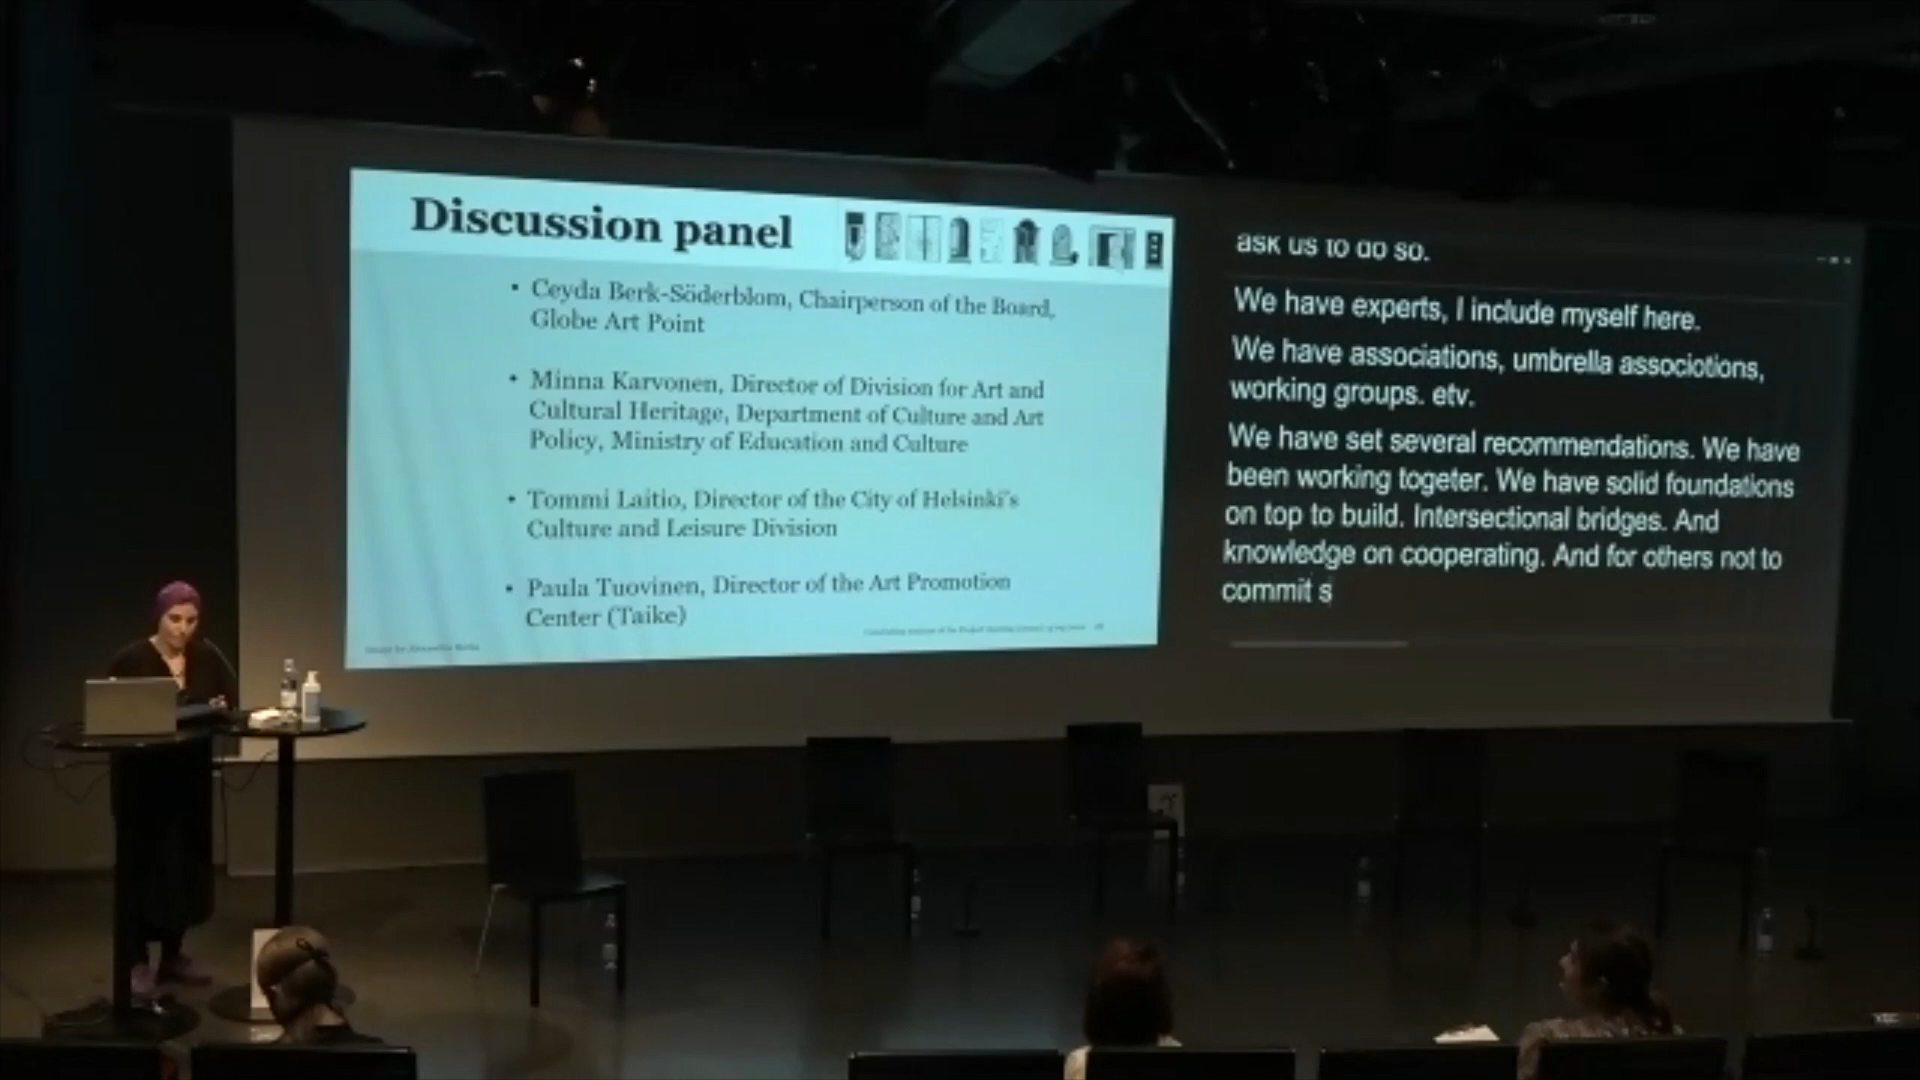 Discussion panel
• Ceyda Berk-Söderblom, Chairperson of the Board,
Globe Art Point
• Minna Karvonen, Director of Division for Art and
Cultural Heritage, Department of Culture and Art
Policy, Ministry of Education and Culture
• Tommi Laitio, Director of the City of Helsinki's
Culture and Leisure Division
• Paula Tuovinen, Director of the Art Promotion
Center (Taike)
ask us to do so.
We have experts, I include myself here.
We have associations, umbrella associotions,
working groups. etv.
We have set several recommendations. We have
been working togeter. We have solid foundations
on top to build. Intersectional bridges. And
knowledge on cooperating. And for others not to
commit s